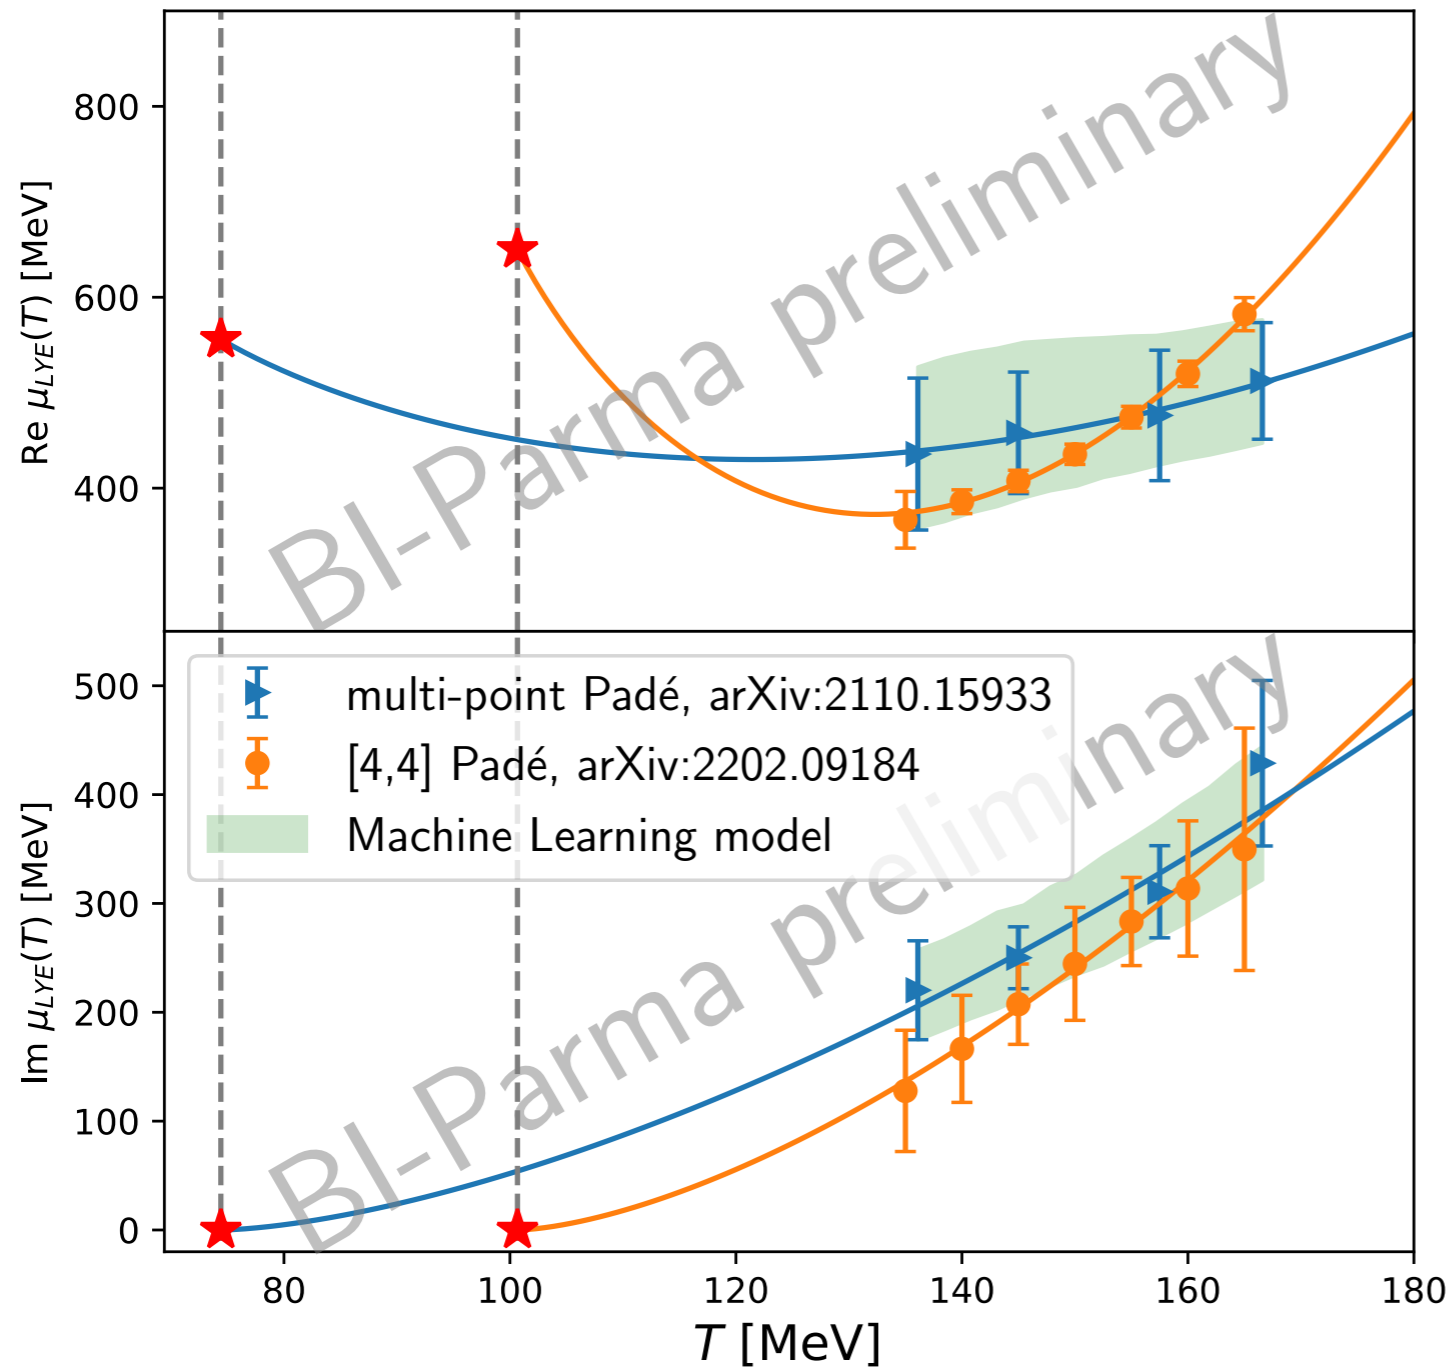 800
600
400
Re μLYE(T) [MeV]
BI-Parma preliminary
500
400
300
200
100
0
Im μLYE(T) [MeV]
multi-point Padé, arXiv:2110.15933
[4,4] Padé, arXiv:2202.09184
Machine Learning model
BI-Parma preliminary
80 100 120 140 160 180
T [MeV]